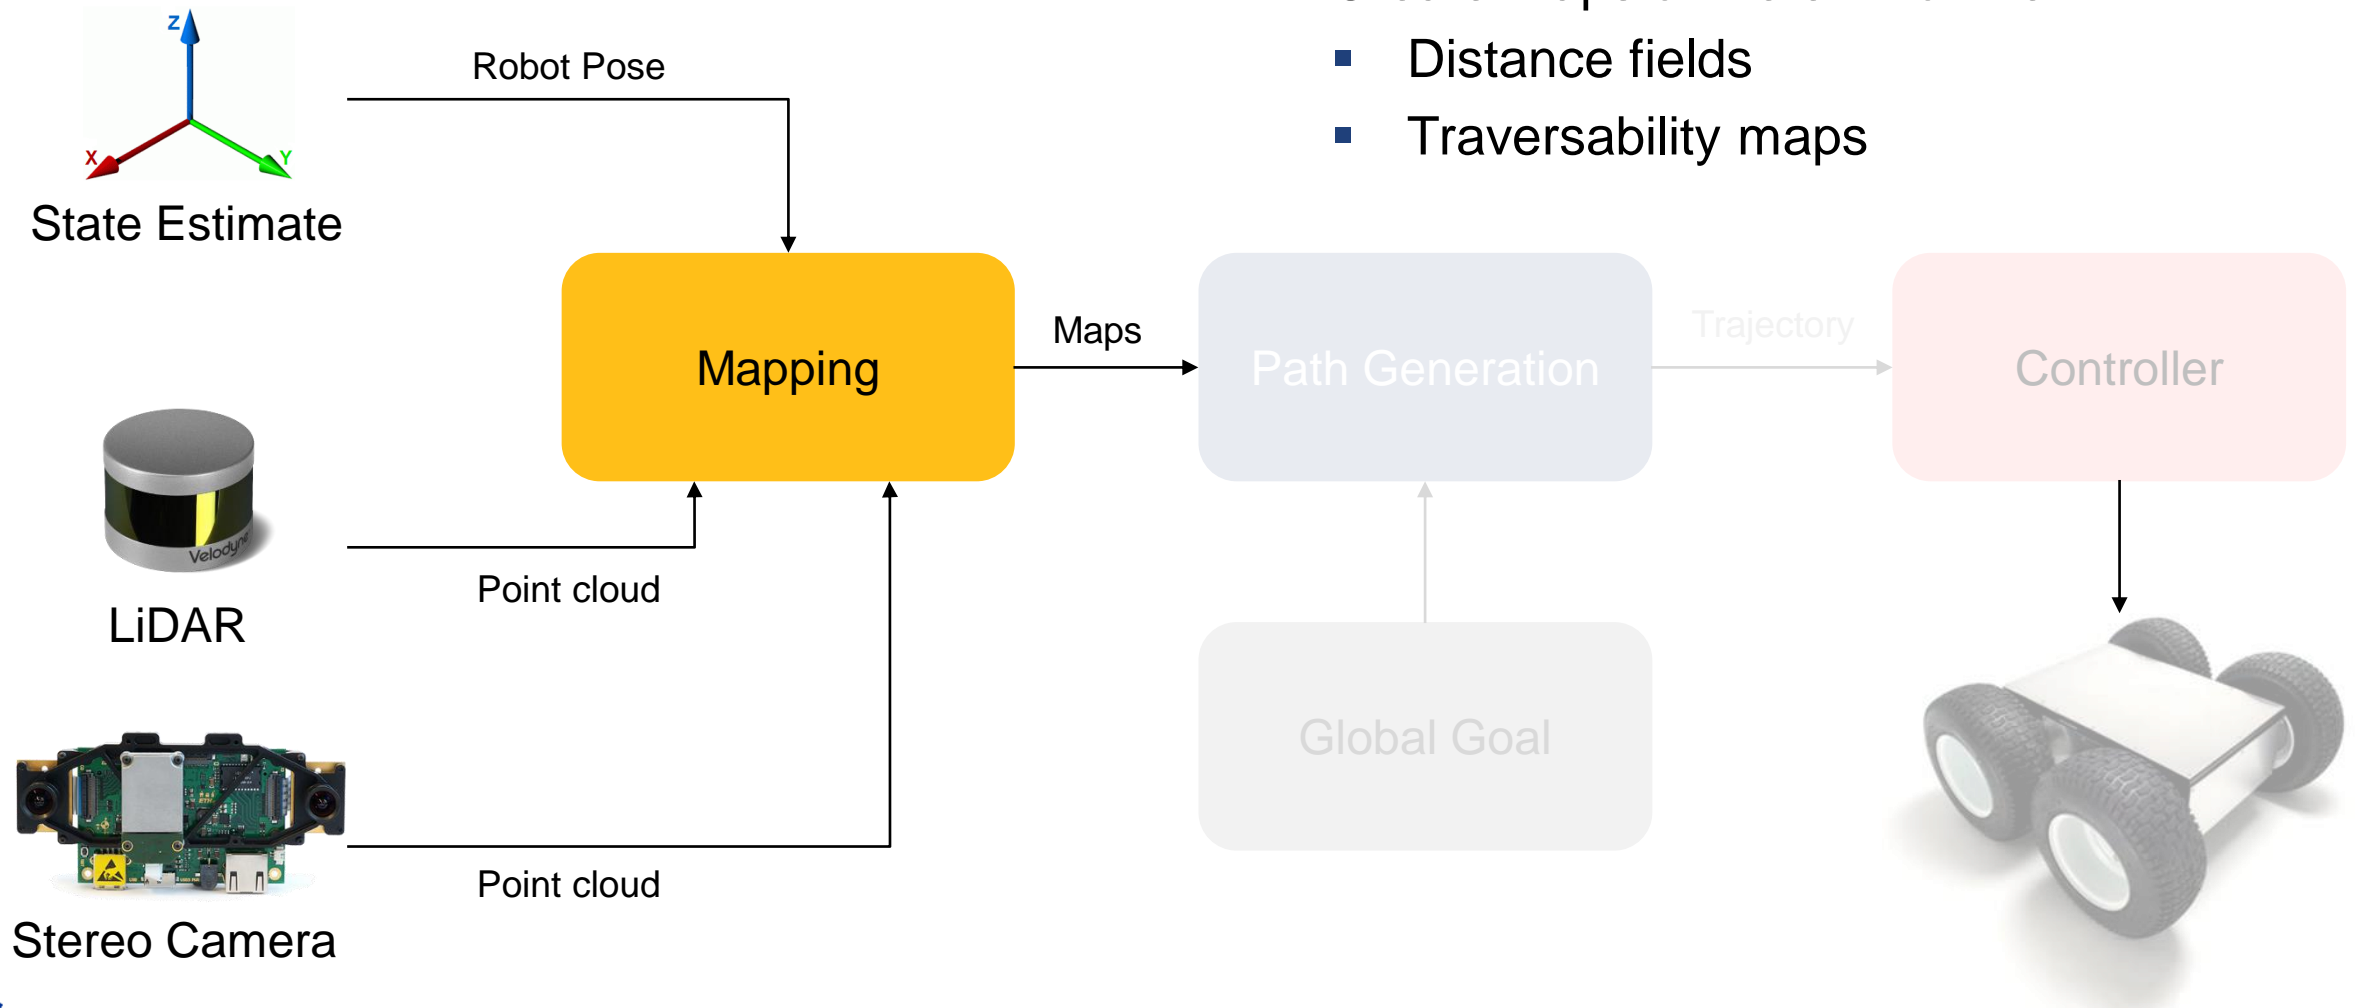 Distance fields
Traversability maps
Z
X
Y
State Estimate
Robot Pose
Mapping
Maps
Path Generation
Trajectory
Controller
Velodyne
LiDAR
Point cloud
Global Goal
Stereo Camera
Point cloud